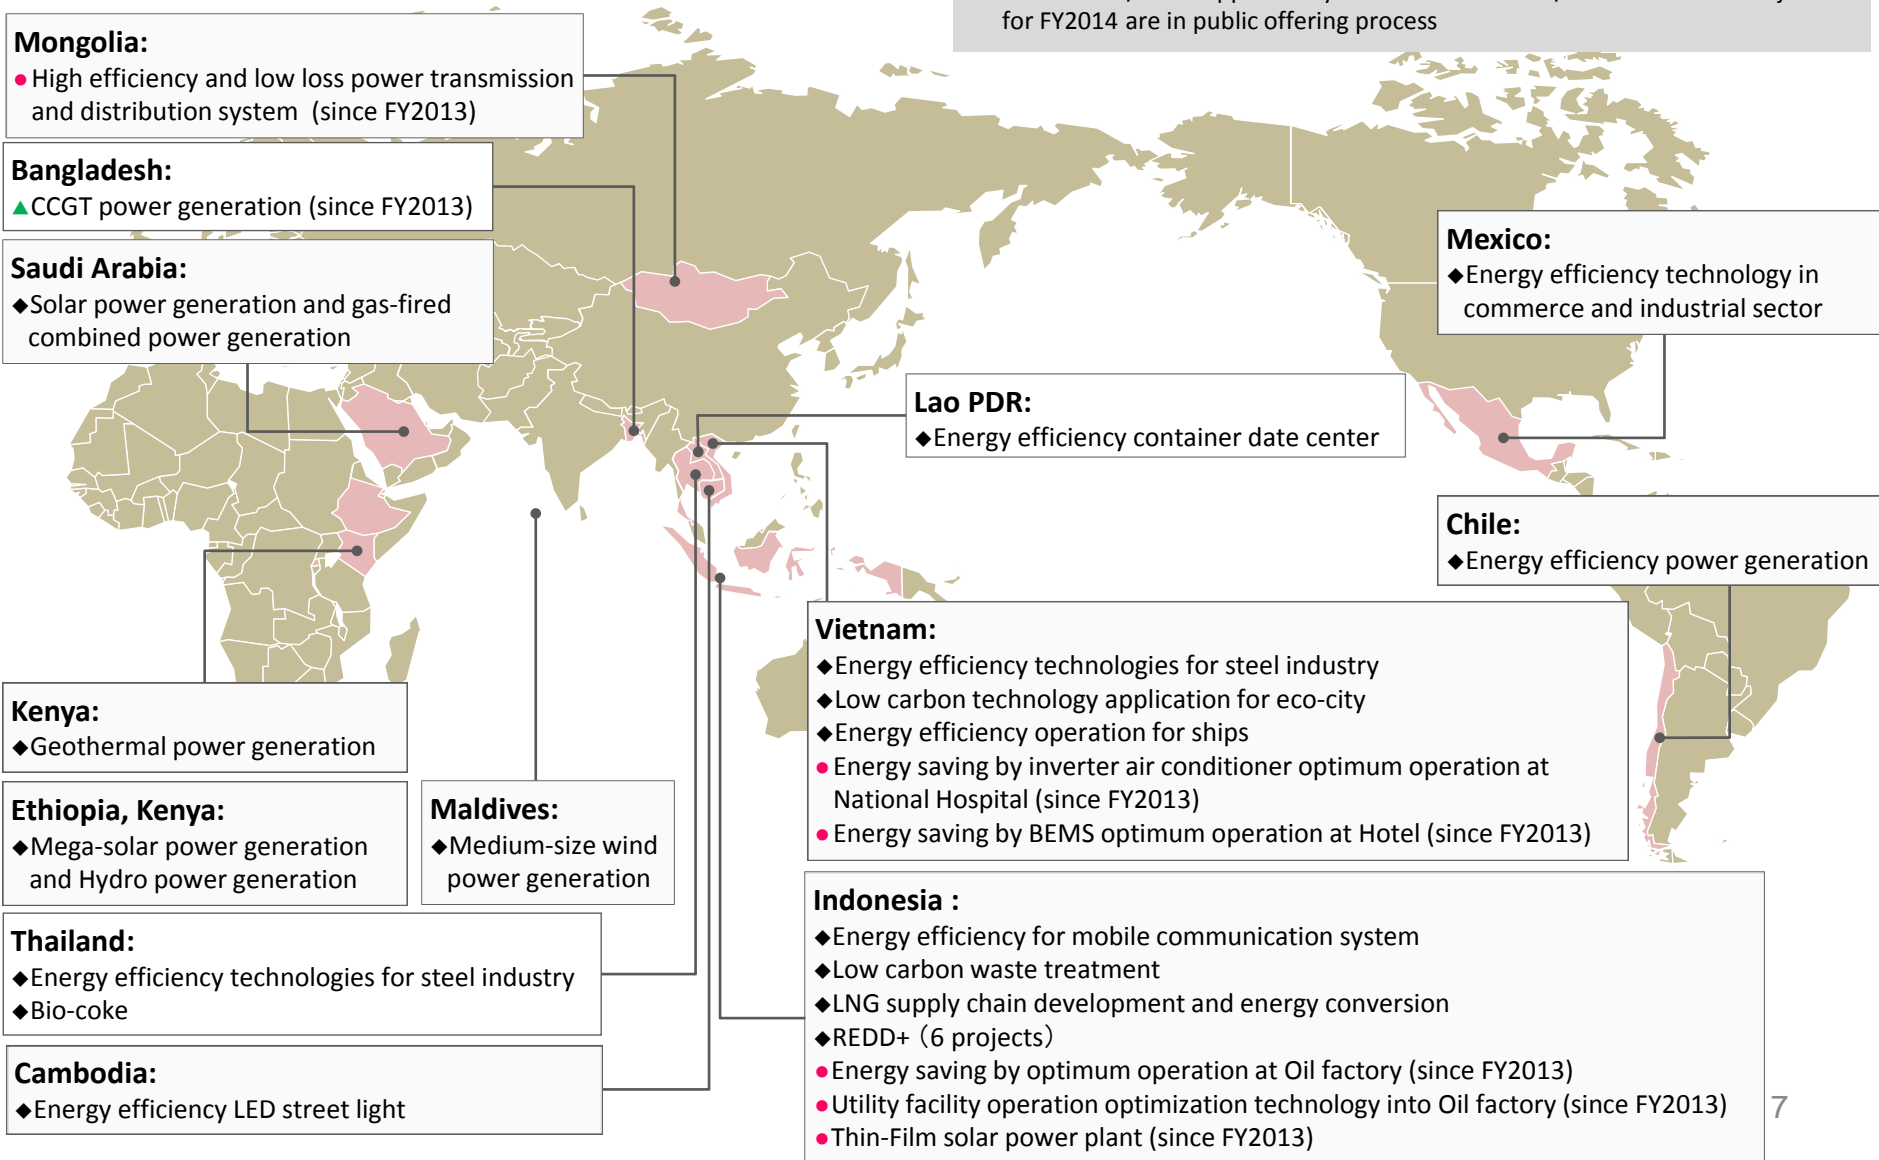 for FY2014 are in public offering process
Mongolia:
●High efficiency and low loss power transmission
and distribution system (since FY2013)
Bangladesh:
▲CCGT power generation (since FY2013)
Saudi Arabia:
◆Solar power generation and gas-fired
combined power generation
Mexico:
◆Energy efficiency technology in
commerce and industrial sector
Lao PDR:
◆Energy efficiency container date center
Chile:
◆Energy efficiency power generation
Vietnam:
◆Energy efficiency technologies for steel industry
◆Low carbon technology application for eco-city
◆Energy efficiency operation for ships
●Energy saving by inverter air conditioner optimum operation at
National Hospital (since FY2013)
●Energy saving by BEMS optimum operation at Hotel (since FY2013)
Kenya:
◆Geothermal power generation
Ethiopia, Kenya:
◆Mega-solar power generation
and Hydro power generation
Maldives:
◆Medium-size wind
power generation
Thailand:
◆Energy efficiency technologies for steel industry
◆Bio-coke
Cambodia:
◆Energy efficiency LED street light
Indonesia :
◆Energy efficiency for mobile communication system
◆Low carbon waste treatment
◆LNG supply chain development and energy conversion
◆REDD+（6 projects）
●Energy saving by optimum operation at Oil factory (since FY2013)
●Utility facility operation optimization technology into Oil factory (since FY2013)
●Thin-Film solar power plant (since FY2013)
7